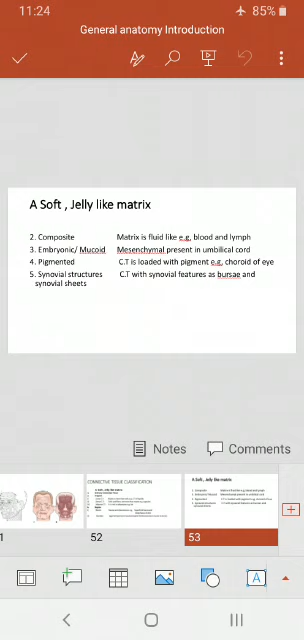 11:24
85%
General anatomy Introduction
A Soft , Jelly like matrix
2. Composite Matrix is fluid like e.g, blood and lymph
3. Embryonic/ Mucoid Mesenchymal present in umbilical cord
4. Pigmented C.T is loaded with pigment e.g, choroid of eye
5. Synovial structures C.T with synovial features as bursae and
synovial sheets
Notes Comments
CONNECTIVE TISSUE CLASSIFICATION
A Soft , Jelly like matrix
1 52 53
A